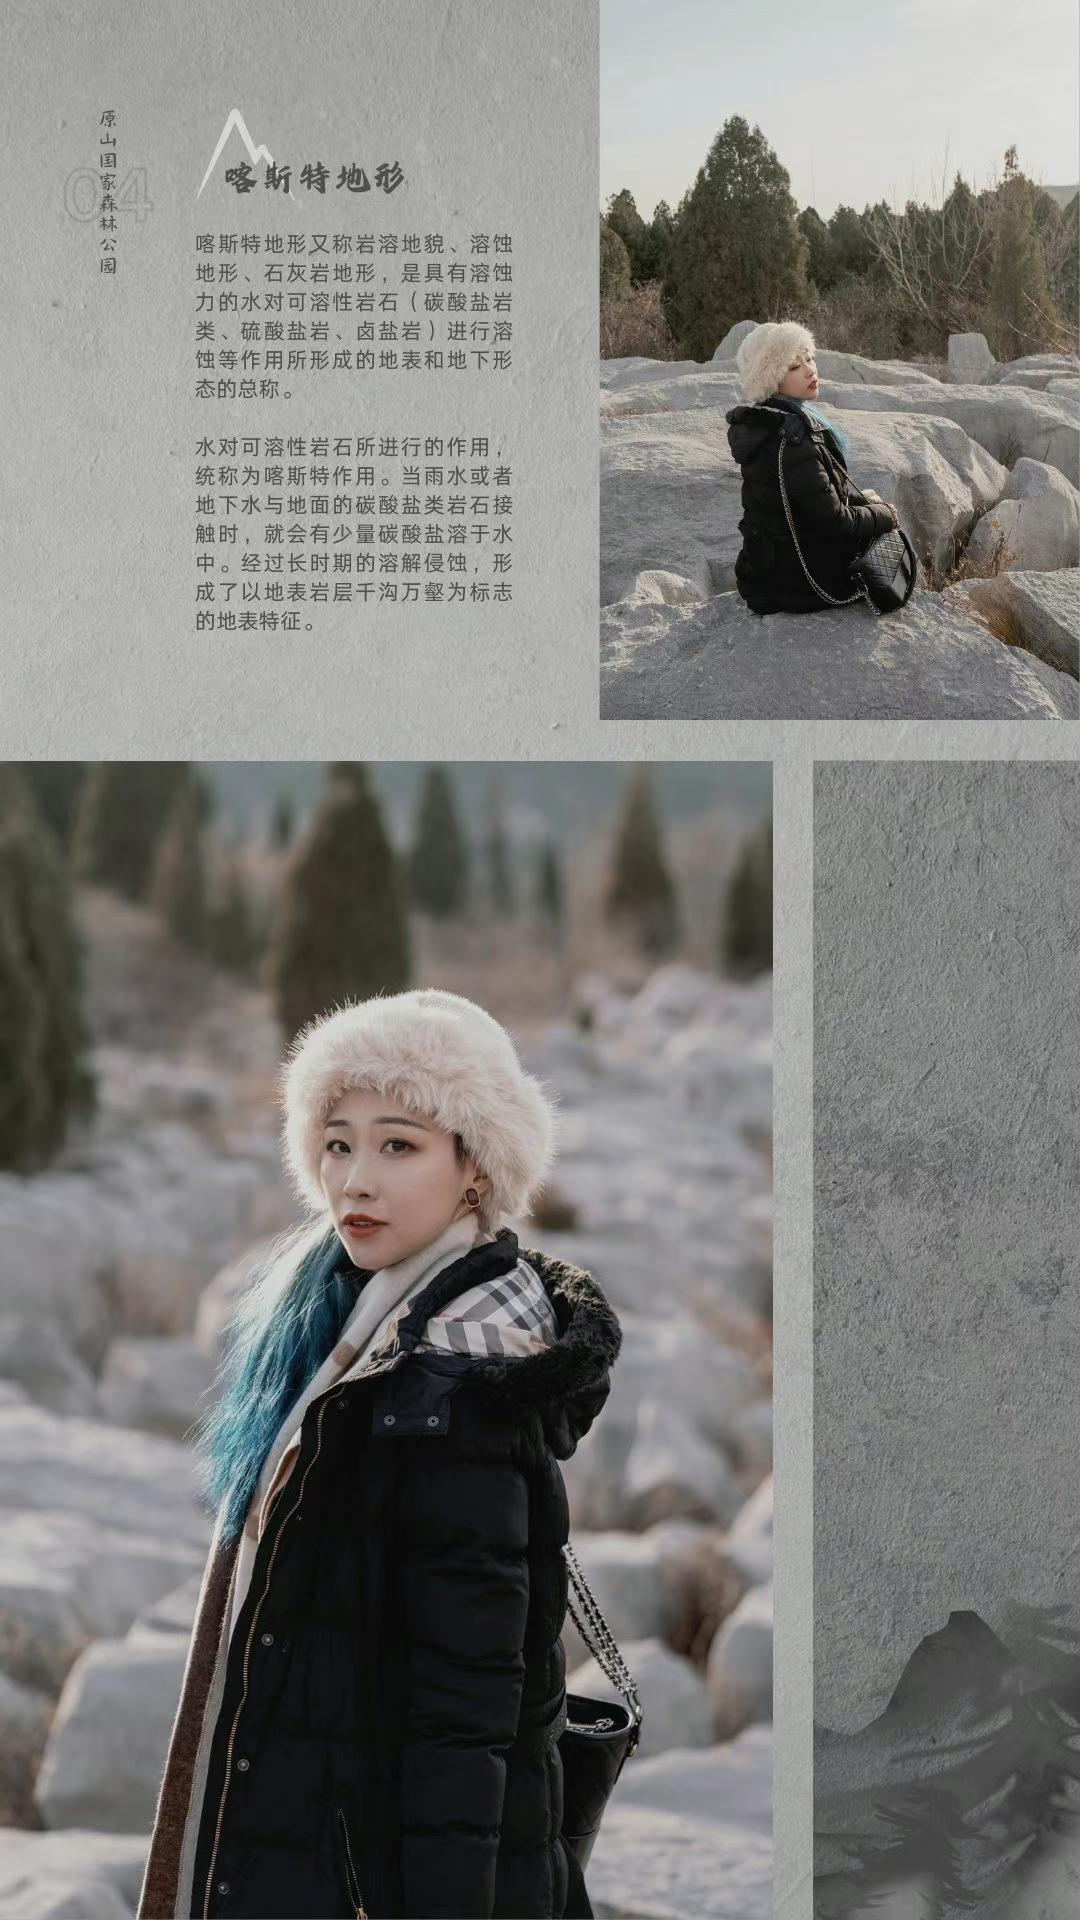 原山国家森林公园
04
喀斯特地形
喀斯特地形又称岩溶地貌、溶蚀
地形、石灰岩地形，是具有溶蚀
力的水对可溶性岩石（碳酸盐岩
类、硫酸盐岩、卤盐岩）进行溶
蚀等作用所形成的地表和地下形
态的总称。
水对可溶性岩石所进行的作用，
统称为喀斯特作用。当雨水或者
地下水与地面的碳酸盐类岩石接
触时，就会有少量碳酸盐溶于水
中。经过长时期的溶解侵蚀，形
成了以地表岩层千沟万壑为标志
的地表特征。